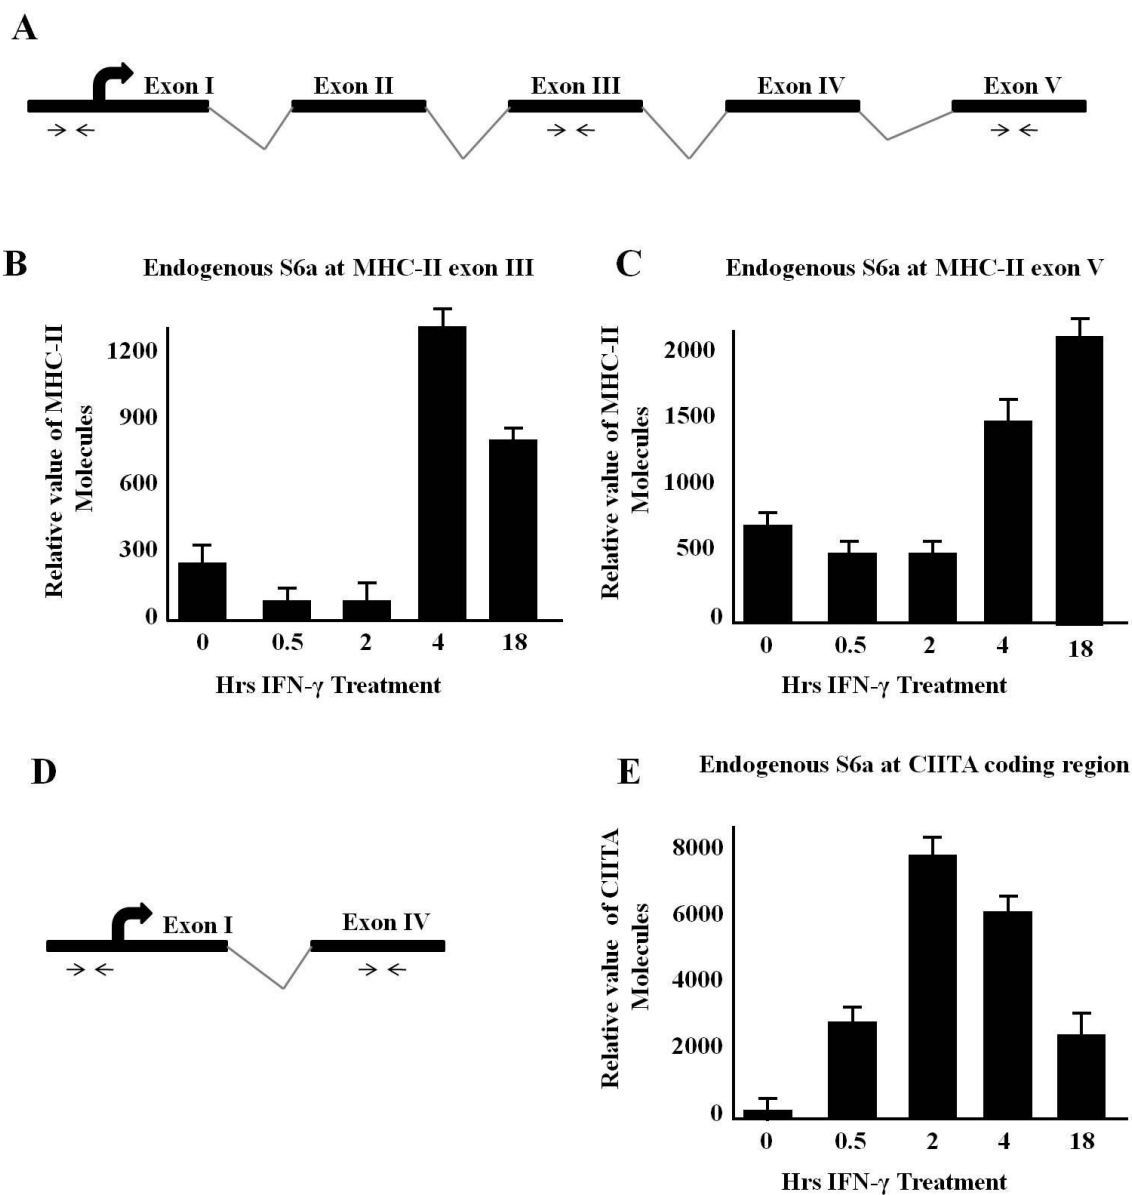 A
Exon I
Exon II
Exon III
Exon IV
Exon V
B
Endogenous S6a at MHC-II exon III
Relative value of MHC-II
Molecules
1200
900
600
300
0
0
0.5
2
4
18
Hrs IFN-γ Treatment
C
Endogenous S6a at MHC-II exon V
Relative value of MHC-II
Molecules
2000
1500
1000
500
0
0
0.5
2
4
18
Hrs IFN-γ Treatment
D
Exon I
Exon IV
E
Endogenous S6a at CIITA coding region
Relative value of CIITA
Molecules
8000
6000
4000
2000
0
0
0.5
2
4
18
Hrs IFN-γ Treatment